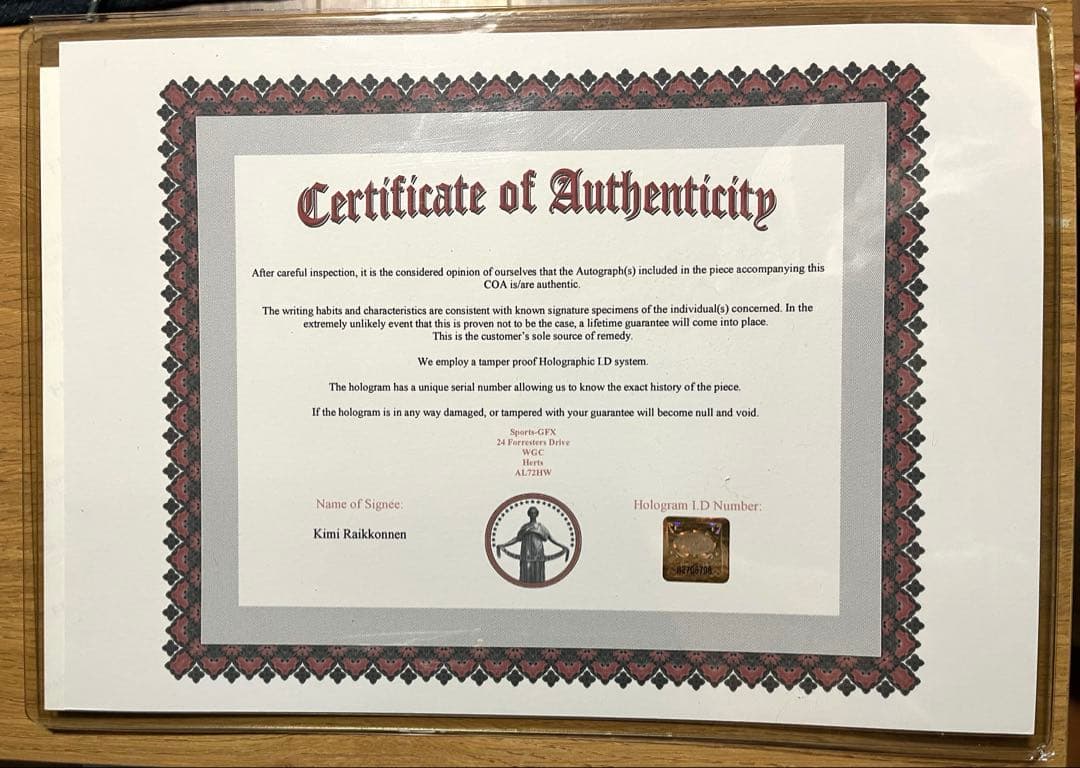 Certificate of Authenticity
After careful inspection, it is the considered opinion of ourselves that the Autograph(s) included in the piece accompanying this
COA is/are authentic.
The writing habits and characteristics are consistent with known signature specimens of the individual(s) concerned. In the
extremely unlikely event that this is proven not to be the case, a lifetime guarantee will come into place.
This is the customer's sole source of remedy.
We employ a tamper proof Holographic I.D system.
The hologram has a unique serial number allowing us to know the exact history of the piece.
If the hologram is in any way damaged, or tampered with your guarantee will become null and void.
Sports-GFX
24 Forresters Drive
WGC
Herts
AL72HW
Name of Signee:
Hologram I.D Number:
Kimi Raikkonnen